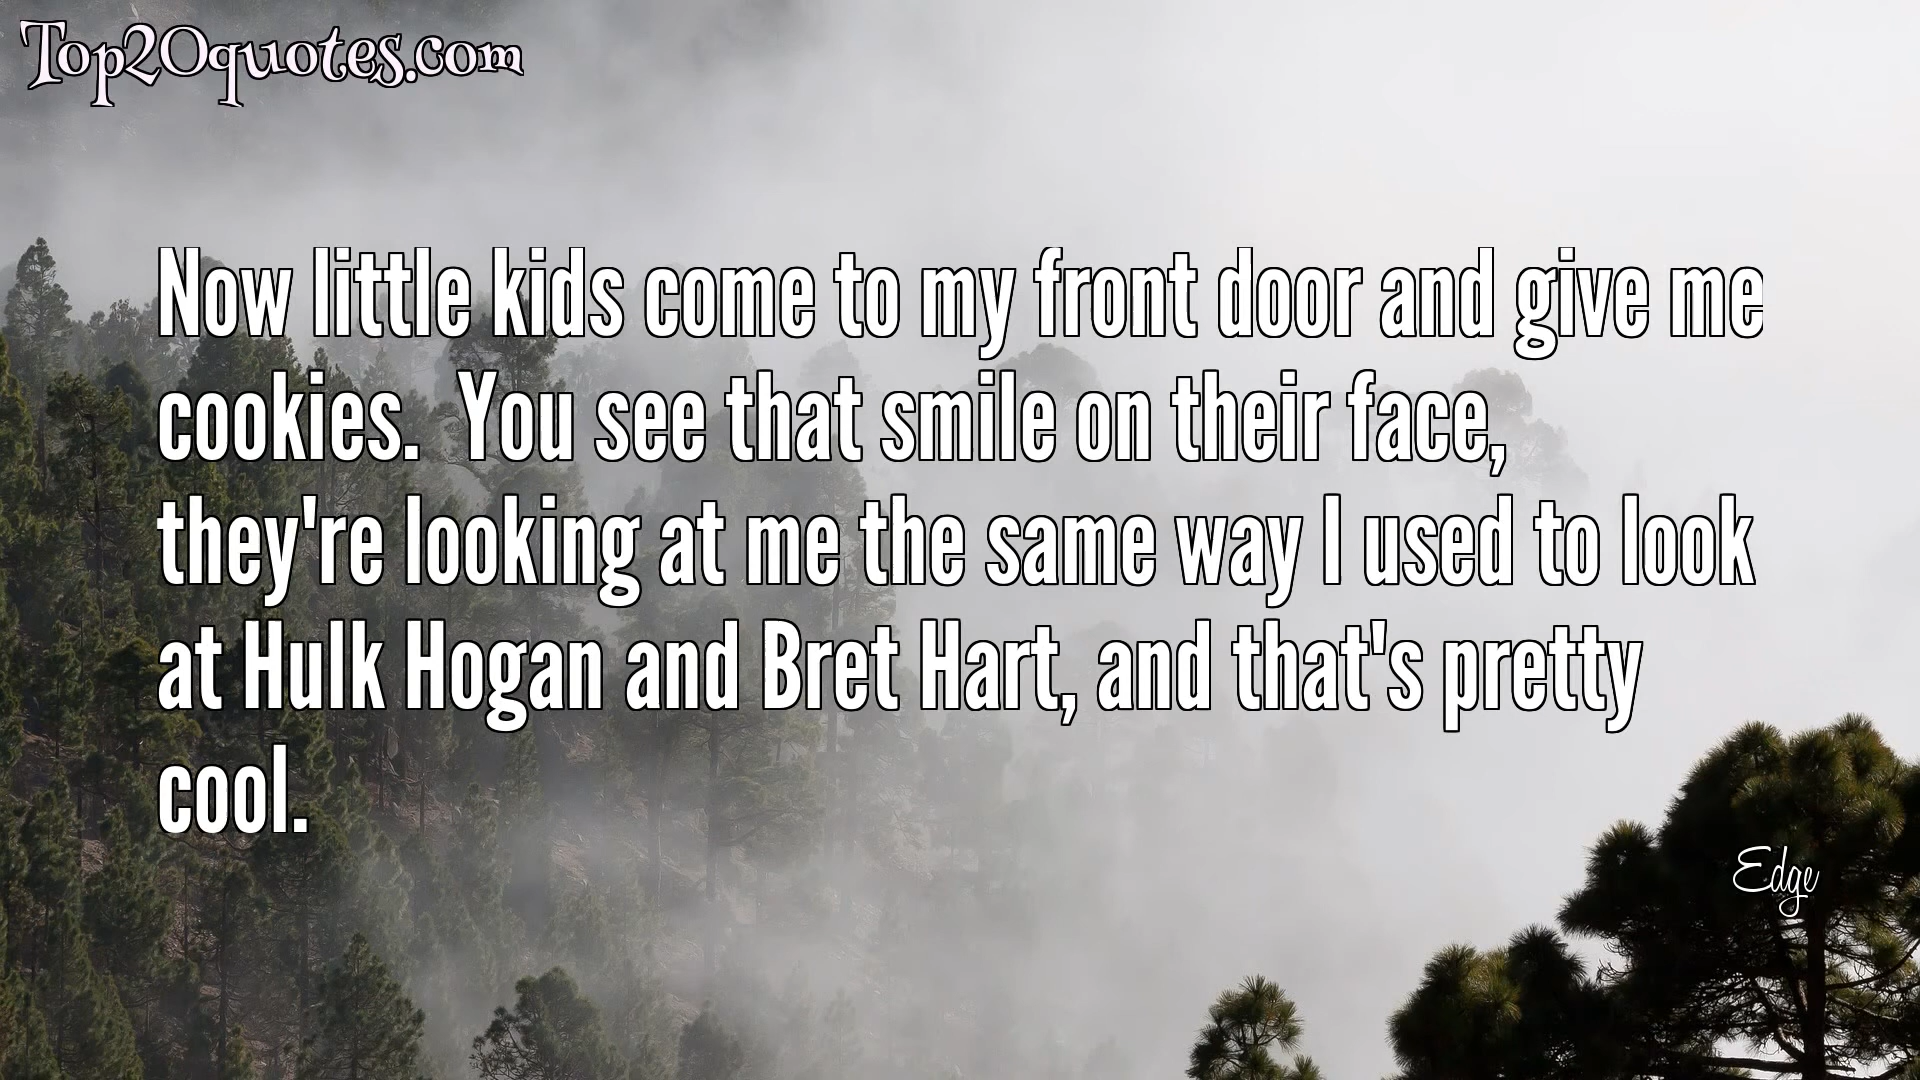 Top20quotes.com
Now little kids come to my front door and give me
cookies.  You see that smile on their face,
they're looking at me the same way I used to look
at Hulk Hogan and Bret Hart, and that's pretty
cool.
Edge